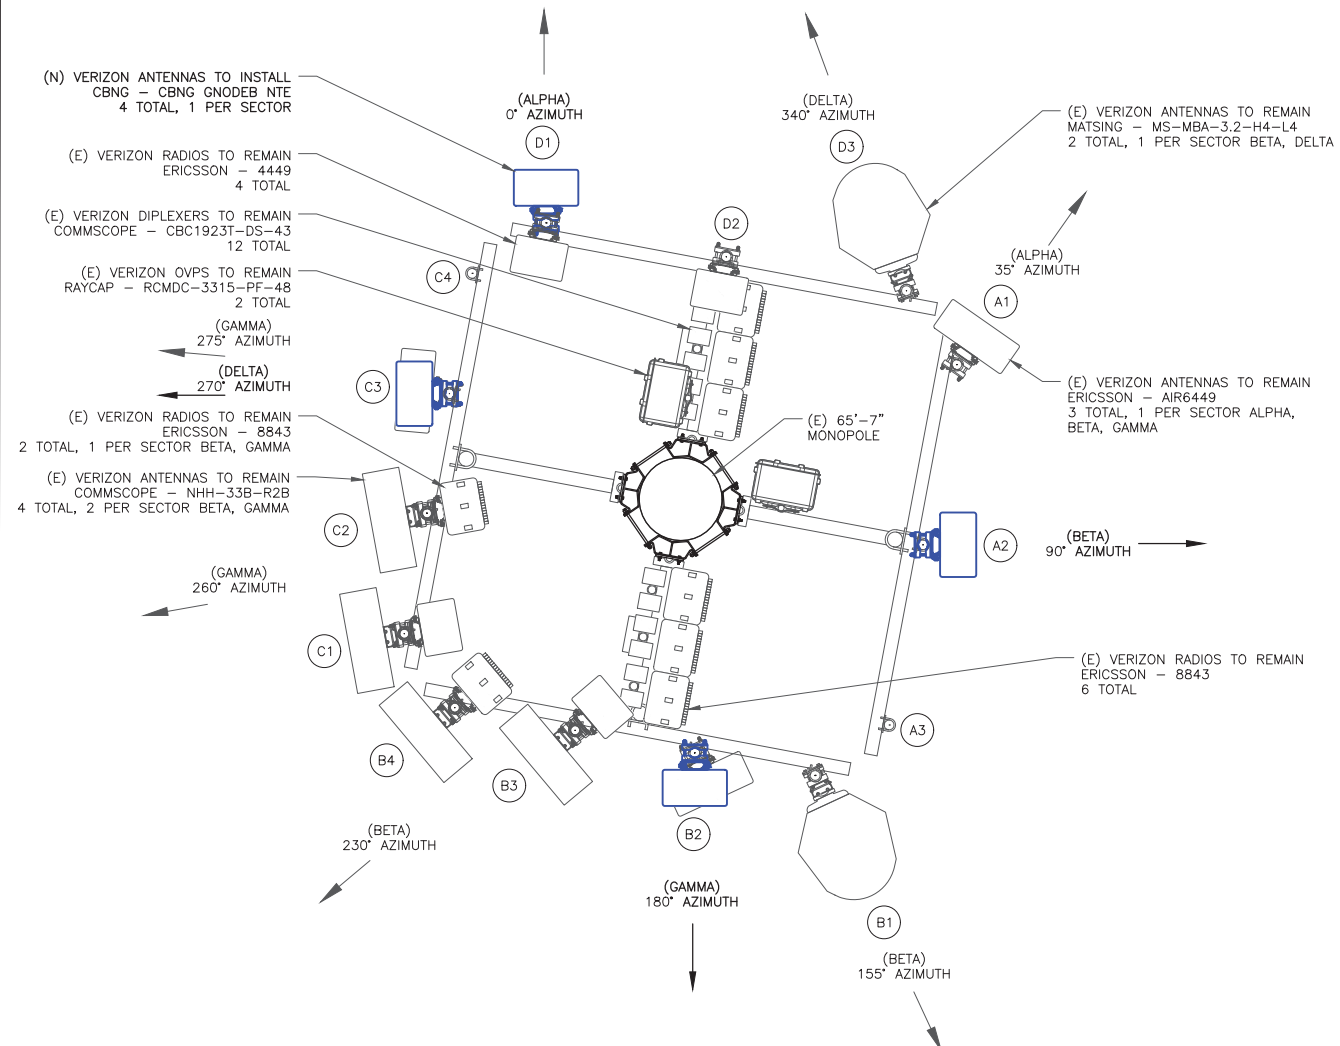 (N) VERIZON ANTENNAS TO INSTALL
CBNG – CBNG GNODEB NTE
4 TOTAL, 1 PER SECTOR
(E) VERIZON RADIOS TO REMAIN
ERICSSON – 4449
4 TOTAL
(E) VERIZON DIPLEXERS TO REMAIN
COMMSCOPE – CBC1923T–DS–43
12 TOTAL
(E) VERIZON OVPS TO REMAIN
RAYCAP – RCMDC–3315–PF–48
2 TOTAL
(GAMMA)
275° AZIMUTH
(DELTA)
270° AZIMUTH
(E) VERIZON RADIOS TO REMAIN
ERICSSON – 8843
2 TOTAL, 1 PER SECTOR BETA, GAMMA
(E) VERIZON ANTENNAS TO REMAIN
COMMSCOPE – NHH–33B–R2B
4 TOTAL, 2 PER SECTOR BETA, GAMMA
(GAMMA)
260° AZIMUTH
(ALPHA)
0° AZIMUTH
D1
(DELTA)
340° AZIMUTH
D3
(E) VERIZON ANTENNAS TO REMAIN
MATSING – MS–MBA–3.2–H4–L4
2 TOTAL, 1 PER SECTOR BETA, DELTA
D2
(ALPHA)
35° AZIMUTH
C4
A1
C3
(E) VERIZON ANTENNAS TO REMAIN
ERICSSON – AIR6449
3 TOTAL, 1 PER SECTOR ALPHA,
BETA, GAMMA
(E) 65'–7"
MONOPOLE
C2
A2
(BETA)
90° AZIMUTH
C1
(E) VERIZON RADIOS TO REMAIN
ERICSSON – 8843
6 TOTAL
A3
B4
B3
B2
(BETA)
230° AZIMUTH
(GAMMA)
180° AZIMUTH
B1
(BETA)
155° AZIMUTH